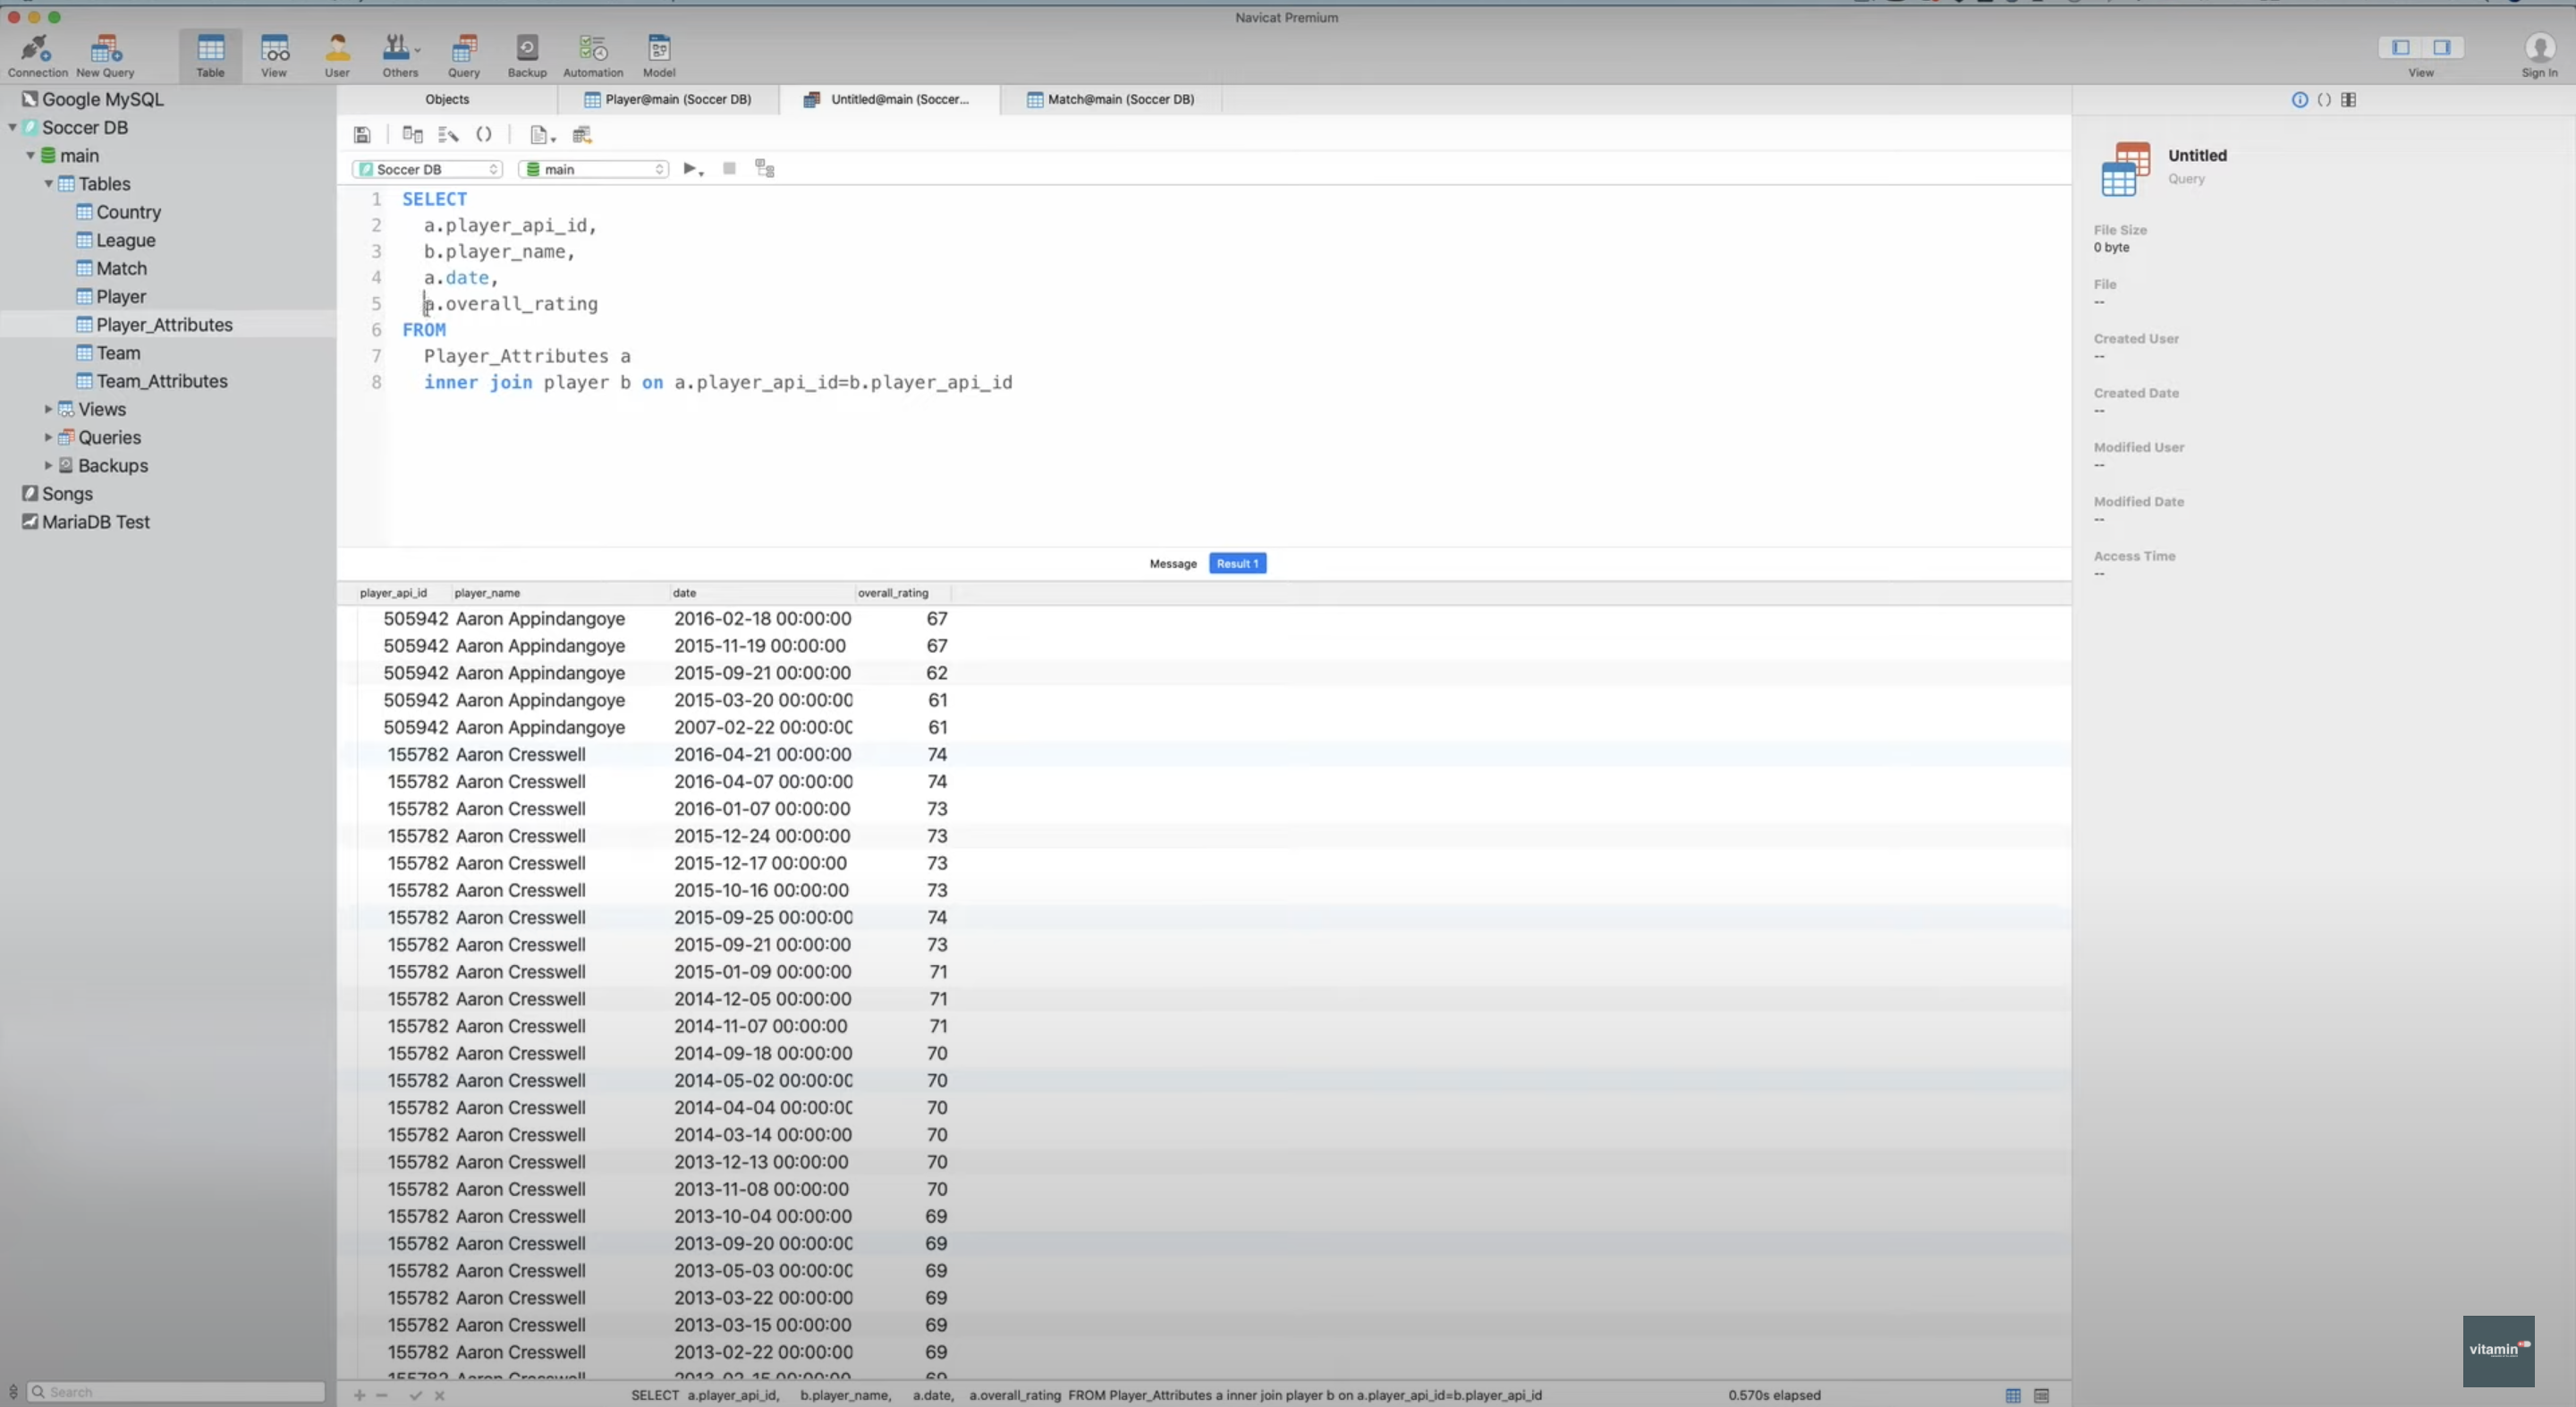 Navicat Premium
Connection New Query Table View User Others Query Backup Automation Model View Sign In
Google MySQL
Soccer DB
main
Tables
Country
League
Match
Player
Player_Attributes
Team
Team_Attributes
Views
Queries
Backups
Songs
MariaDB Test
Search
Objects Player@main (Soccer DB) Untitled@main (Soccer... Match@main (Soccer DB)
Soccer DB main
1 SELECT
2 a.player_api_id,
3 b.player_name,
4 a.date,
5 a.overall_rating
6 FROM
7 Player_Attributes a
8 inner join player b on a.player_api_id=b.player_api_id
Message Result 1
player_api_id player_name date overall_rating
505942 Aaron Appindangoye 2016-02-18 00:00:00 67
505942 Aaron Appindangoye 2015-11-19 00:00:00 67
505942 Aaron Appindangoye 2015-09-21 00:00:00 62
505942 Aaron Appindangoye 2015-03-20 00:00:00 61
505942 Aaron Appindangoye 2007-02-22 00:00:00 61
155782 Aaron Cresswell 2016-04-21 00:00:00 74
155782 Aaron Cresswell 2016-04-07 00:00:00 74
155782 Aaron Cresswell 2016-01-07 00:00:00 73
155782 Aaron Cresswell 2015-12-24 00:00:00 73
155782 Aaron Cresswell 2015-12-17 00:00:00 73
155782 Aaron Cresswell 2015-10-16 00:00:00 73
155782 Aaron Cresswell 2015-09-25 00:00:00 74
155782 Aaron Cresswell 2015-09-21 00:00:00 73
155782 Aaron Cresswell 2015-01-09 00:00:00 71
155782 Aaron Cresswell 2014-12-05 00:00:00 71
155782 Aaron Cresswell 2014-11-07 00:00:00 71
155782 Aaron Cresswell 2014-09-18 00:00:00 70
155782 Aaron Cresswell 2014-05-02 00:00:00 70
155782 Aaron Cresswell 2014-04-04 00:00:00 70
155782 Aaron Cresswell 2014-03-14 00:00:00 70
155782 Aaron Cresswell 2013-12-13 00:00:00 70
155782 Aaron Cresswell 2013-11-08 00:00:00 70
155782 Aaron Cresswell 2013-10-04 00:00:00 69
155782 Aaron Cresswell 2013-09-20 00:00:00 69
155782 Aaron Cresswell 2013-05-03 00:00:00 69
155782 Aaron Cresswell 2013-03-22 00:00:00 69
155782 Aaron Cresswell 2013-03-15 00:00:00 69
155782 Aaron Cresswell 2013-02-22 00:00:00 69
SELECT a.player_api_id, b.player_name, a.date, a.overall_rating FROM Player_Attributes a inner join player b on a.player_api_id=b.player_api_id 0.570s elapsed
Untitled
Query
File Size
0 byte
File
--
Created User
--
Created Date
--
Modified User
--
Modified Date
--
Access Time
--
vitamin